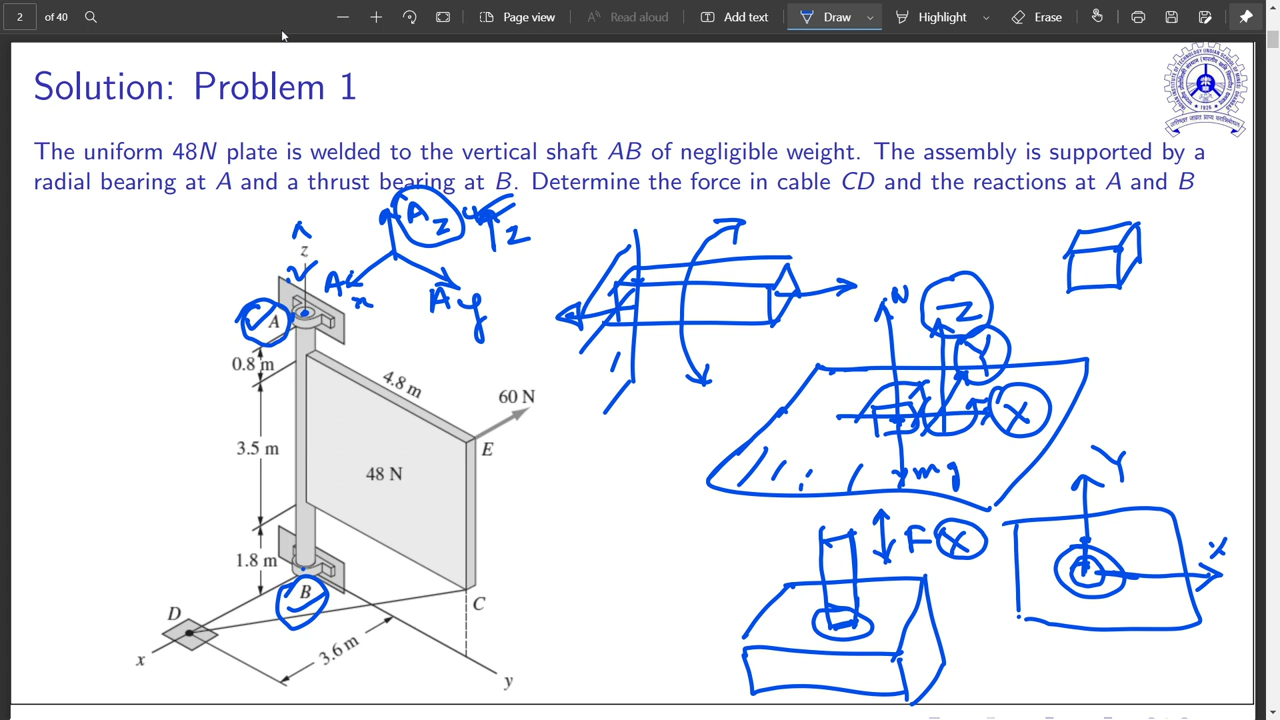 2 of 40
Page view
Read aloud
Add text
Draw
Highlight
Erase
Solution: Problem 1
The uniform 48N plate is welded to the vertical shaft AB of negligible weight. The assembly is supported by a
radial bearing at A and a thrust bearing at B. Determine the force in cable CD and the reactions at A and B
A z
z
z
A x
A y
A
0.8 m
4.8 m
60 N
E
3.5 m
48 N
1.8 m
B
C
D
x
3.6 m
y
N
Z
Y
X
mg
F X
Y
X